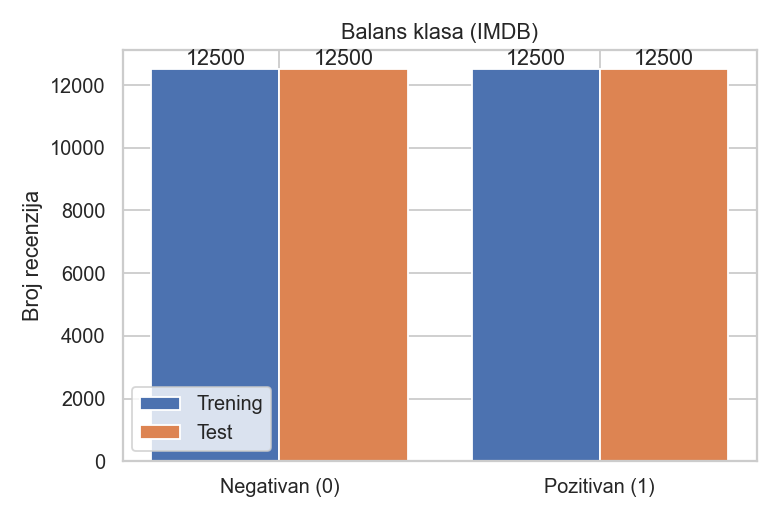 Balans klasa (IMDB)
12500 12500 12500 12500
12000
10000
8000
6000
4000
2000
0
Broj recenzija
Trening
Test
Negativan (0) Pozitivan (1)